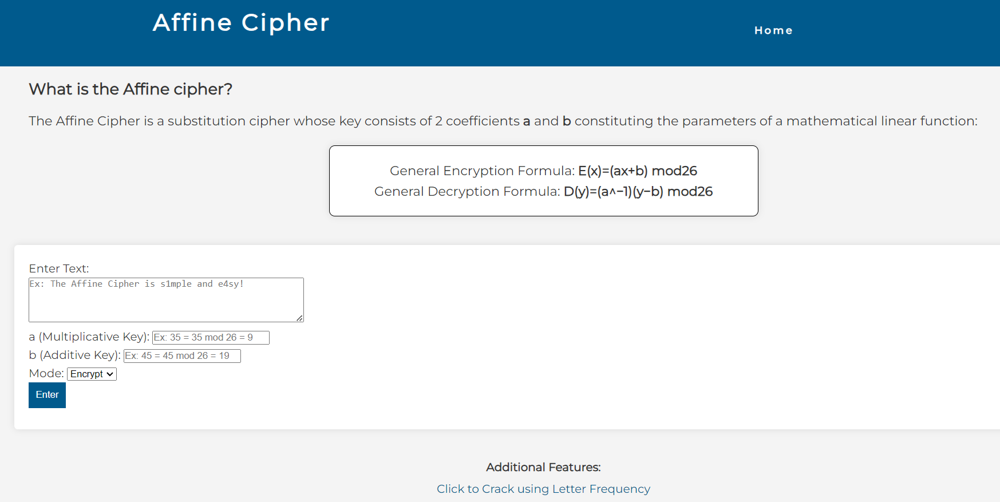 Affine Cipher
Home
What is the Affine cipher?
The Affine Cipher is a substitution cipher whose key consists of 2 coefficients a and b constituting the parameters of a mathematical linear function:
General Encryption Formula: E(x)=(ax+b) mod26
General Decryption Formula: D(y)=(a^−1)(y−b) mod26
Enter Text:
Ex: The Affine Cipher is s1mple and e4sy!
a (Multiplicative Key): Ex: 35 = 35 mod 26 = 9
b (Additive Key): Ex: 45 = 45 mod 26 = 19
Mode: Encrypt
Enter
Additional Features:
Click to Crack using Letter Frequency